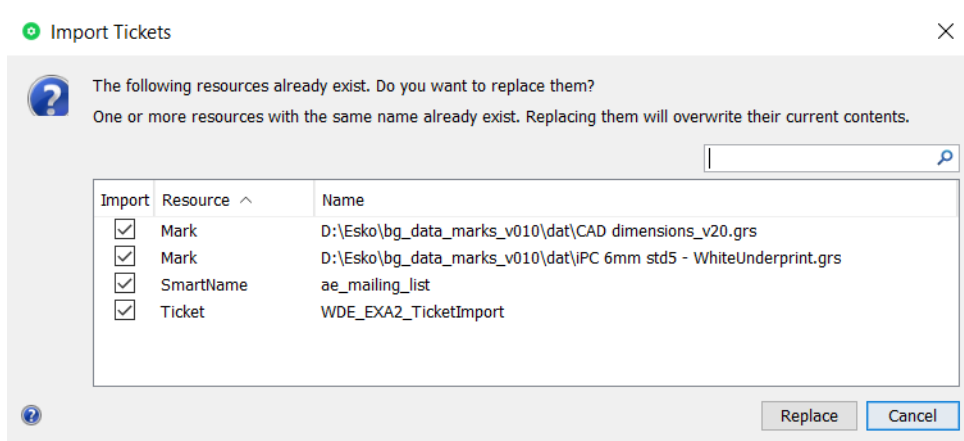 Import Tickets
The following resources already exist. Do you want to replace them?
One or more resources with the same name already exist. Replacing them will overwrite their current contents.
Import Resource Name
Mark D:\Esko\bg_data_marks_v010\dat\CAD dimensions_v20.grs
Mark D:\Esko\bg_data_marks_v010\dat\iPC 6mm std5 - WhiteUnderprint.grs
SmartName ae_mailing_list
Ticket WDE_EXA2_TicketImport
Replace Cancel